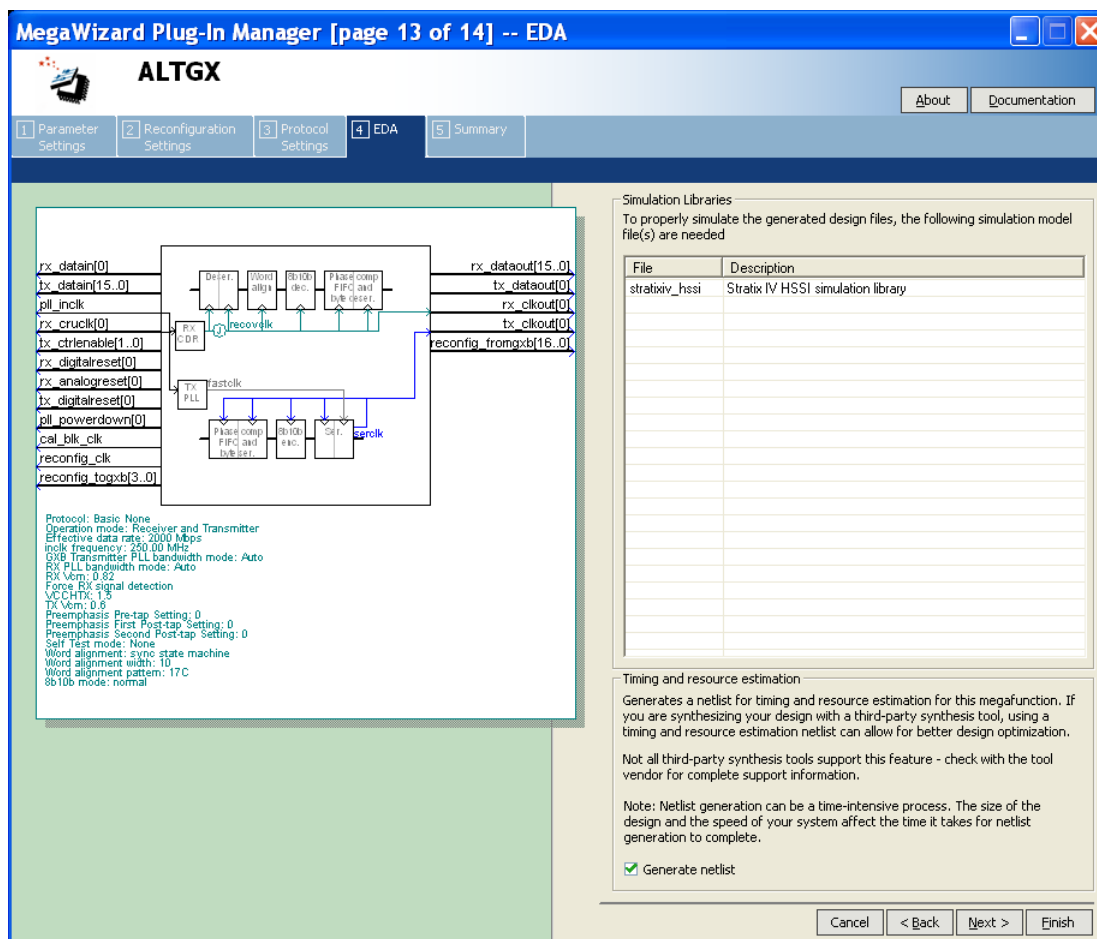 MegaWizard Plug-In Manager [page 13 of 14] -- EDA
ALTGX
About
Documentation
1 Parameter Settings
2 Reconfiguration Settings
3 Protocol Settings
4 EDA
5 Summary
rx_datain[0]
tx_datain[15..0]
pll_inclk
rx_cruclk[0]
tx_ctrlenable[1..0]
rx_digitalreset[0]
rx_analogreset[0]
tx_digitalreset[0]
pll_powerdown[0]
cal_blk_clk
reconfig_clk
reconfig_togxb[3..0]
Deser.
Word
align
8b10b
dec.
Phase comp
FIFO and
byte deser.
RX
CDR
recovclk
TX
PLL
fastclk
Phase comp
FIFO and
byte ser.
8b10b
enc.
Ser.
serclk
rx_dataout[15..0]
tx_dataout[0]
rx_clkout[0]
tx_clkout[0]
reconfig_fromgxb[16..0]
Protocol: Basic None
Operation mode: Receiver and Transmitter
Effective data rate: 2000 Mbps
inclk frequency: 250.00 MHz
GXB Transmitter PLL bandwidth mode: Auto
RX PLL bandwidth mode: Auto
RX Vcm: 0.82
Force RX signal detection
VCCHTX: 1.5
TX Vcm: 0.6
Preemphasis Pre-tap Setting: 0
Preemphasis First Post-tap Setting: 0
Preemphasis Second Post-tap Setting: 0
Self Test mode: None
Word alignment: sync state machine
Word alignment width: 10
Word alignment pattern: 17C
8b10b mode: normal
Simulation Libraries
To properly simulate the generated design files, the following simulation model
file(s) are needed
File Description
stratixiv_hssi Stratix IV HSSI simulation library
Timing and resource estimation
Generates a netlist for timing and resource estimation for this megafunction. If
you are synthesizing your design with a third-party synthesis tool, using a
timing and resource estimation netlist can allow for better design optimization.
Not all third-party synthesis tools support this feature - check with the tool
vendor for complete support information.
Note: Netlist generation can be a time-intensive process. The size of the
design and the speed of your system affect the time it takes for netlist
generation to complete.
Generate netlist
Cancel
< Back
Next >
Finish